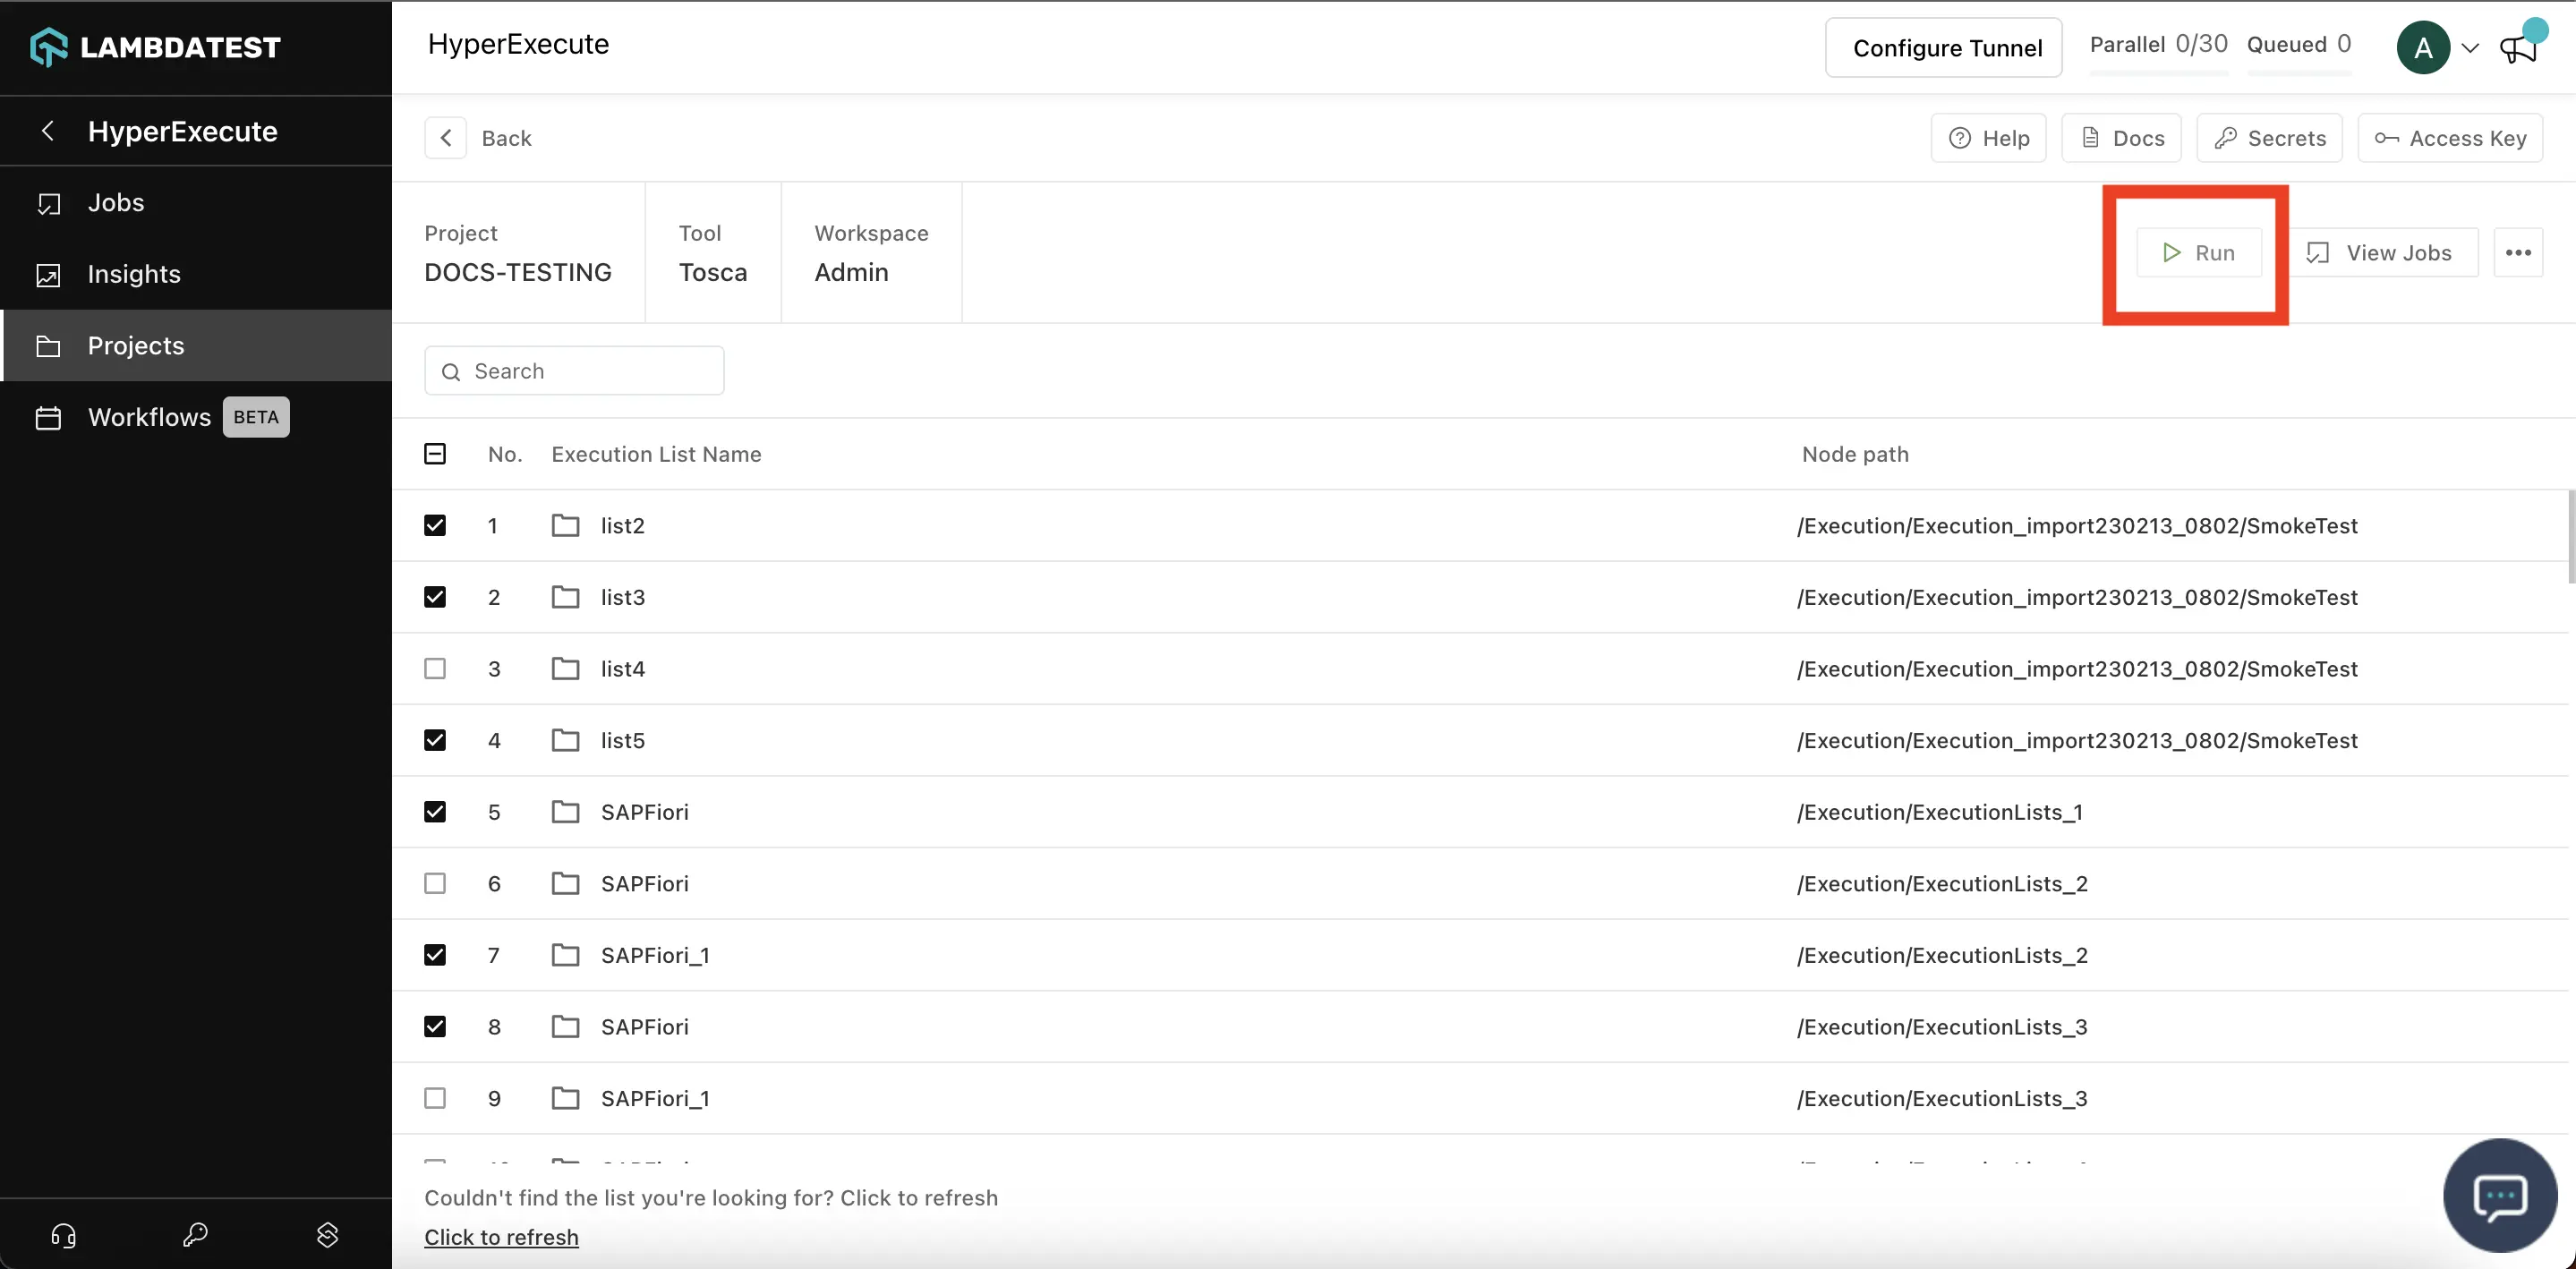 LAMBDATEST
HyperExecute
Configure Tunnel
Parallel 0/30
Queued 0
A
HyperExecute
Back
Help
Docs
Secrets
Access Key
Jobs
Insights
Projects
Workflows BETA
Project
DOCS-TESTING
Tool
Tosca
Workspace
Admin
Run
View Jobs
Search
No. Execution List Name Node path
1 list2 /Execution/Execution_import230213_0802/SmokeTest
2 list3 /Execution/Execution_import230213_0802/SmokeTest
3 list4 /Execution/Execution_import230213_0802/SmokeTest
4 list5 /Execution/Execution_import230213_0802/SmokeTest
5 SAPFiori /Execution/ExecutionLists_1
6 SAPFiori /Execution/ExecutionLists_2
7 SAPFiori_1 /Execution/ExecutionLists_2
8 SAPFiori /Execution/ExecutionLists_3
9 SAPFiori_1 /Execution/ExecutionLists_3
Couldn't find the list you're looking for? Click to refresh
Click to refresh